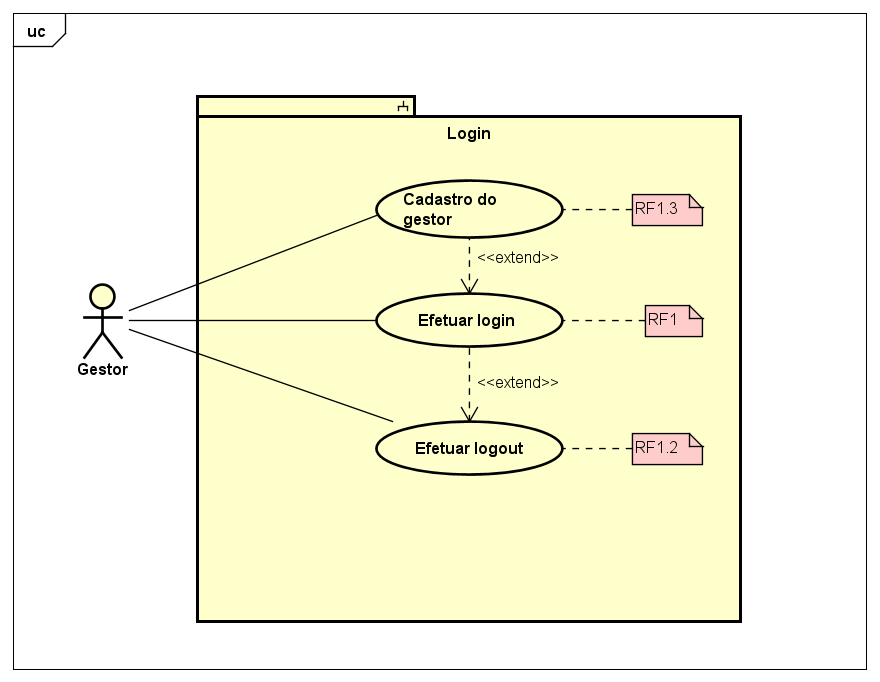 uc
Login
Cadastro do
gestor
RF1.3
<<extend>>
Efetuar login
RF1
Gestor
<<extend>>
Efetuar logout
RF1.2